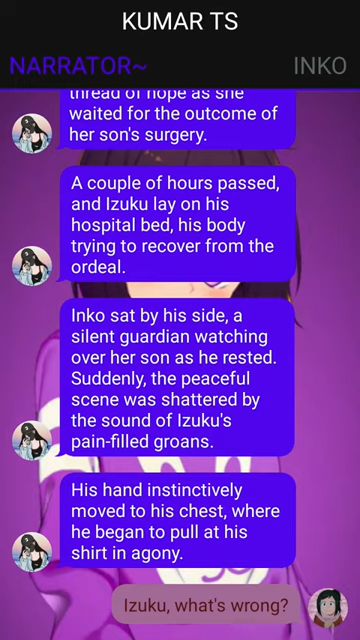 KUMAR TS
NARRATOR~
INKO
thread of hope as she
waited for the outcome of
her son's surgery.
A couple of hours passed,
and Izuku lay on his
hospital bed, his body
trying to recover from the
ordeal.
Inko sat by his side, a
silent guardian watching
over her son as he rested.
Suddenly, the peaceful
scene was shattered by
the sound of Izuku's
pain-filled groans.
His hand instinctively
moved to his chest, where
he began to pull at his
shirt in agony.
Izuku, what's wrong?